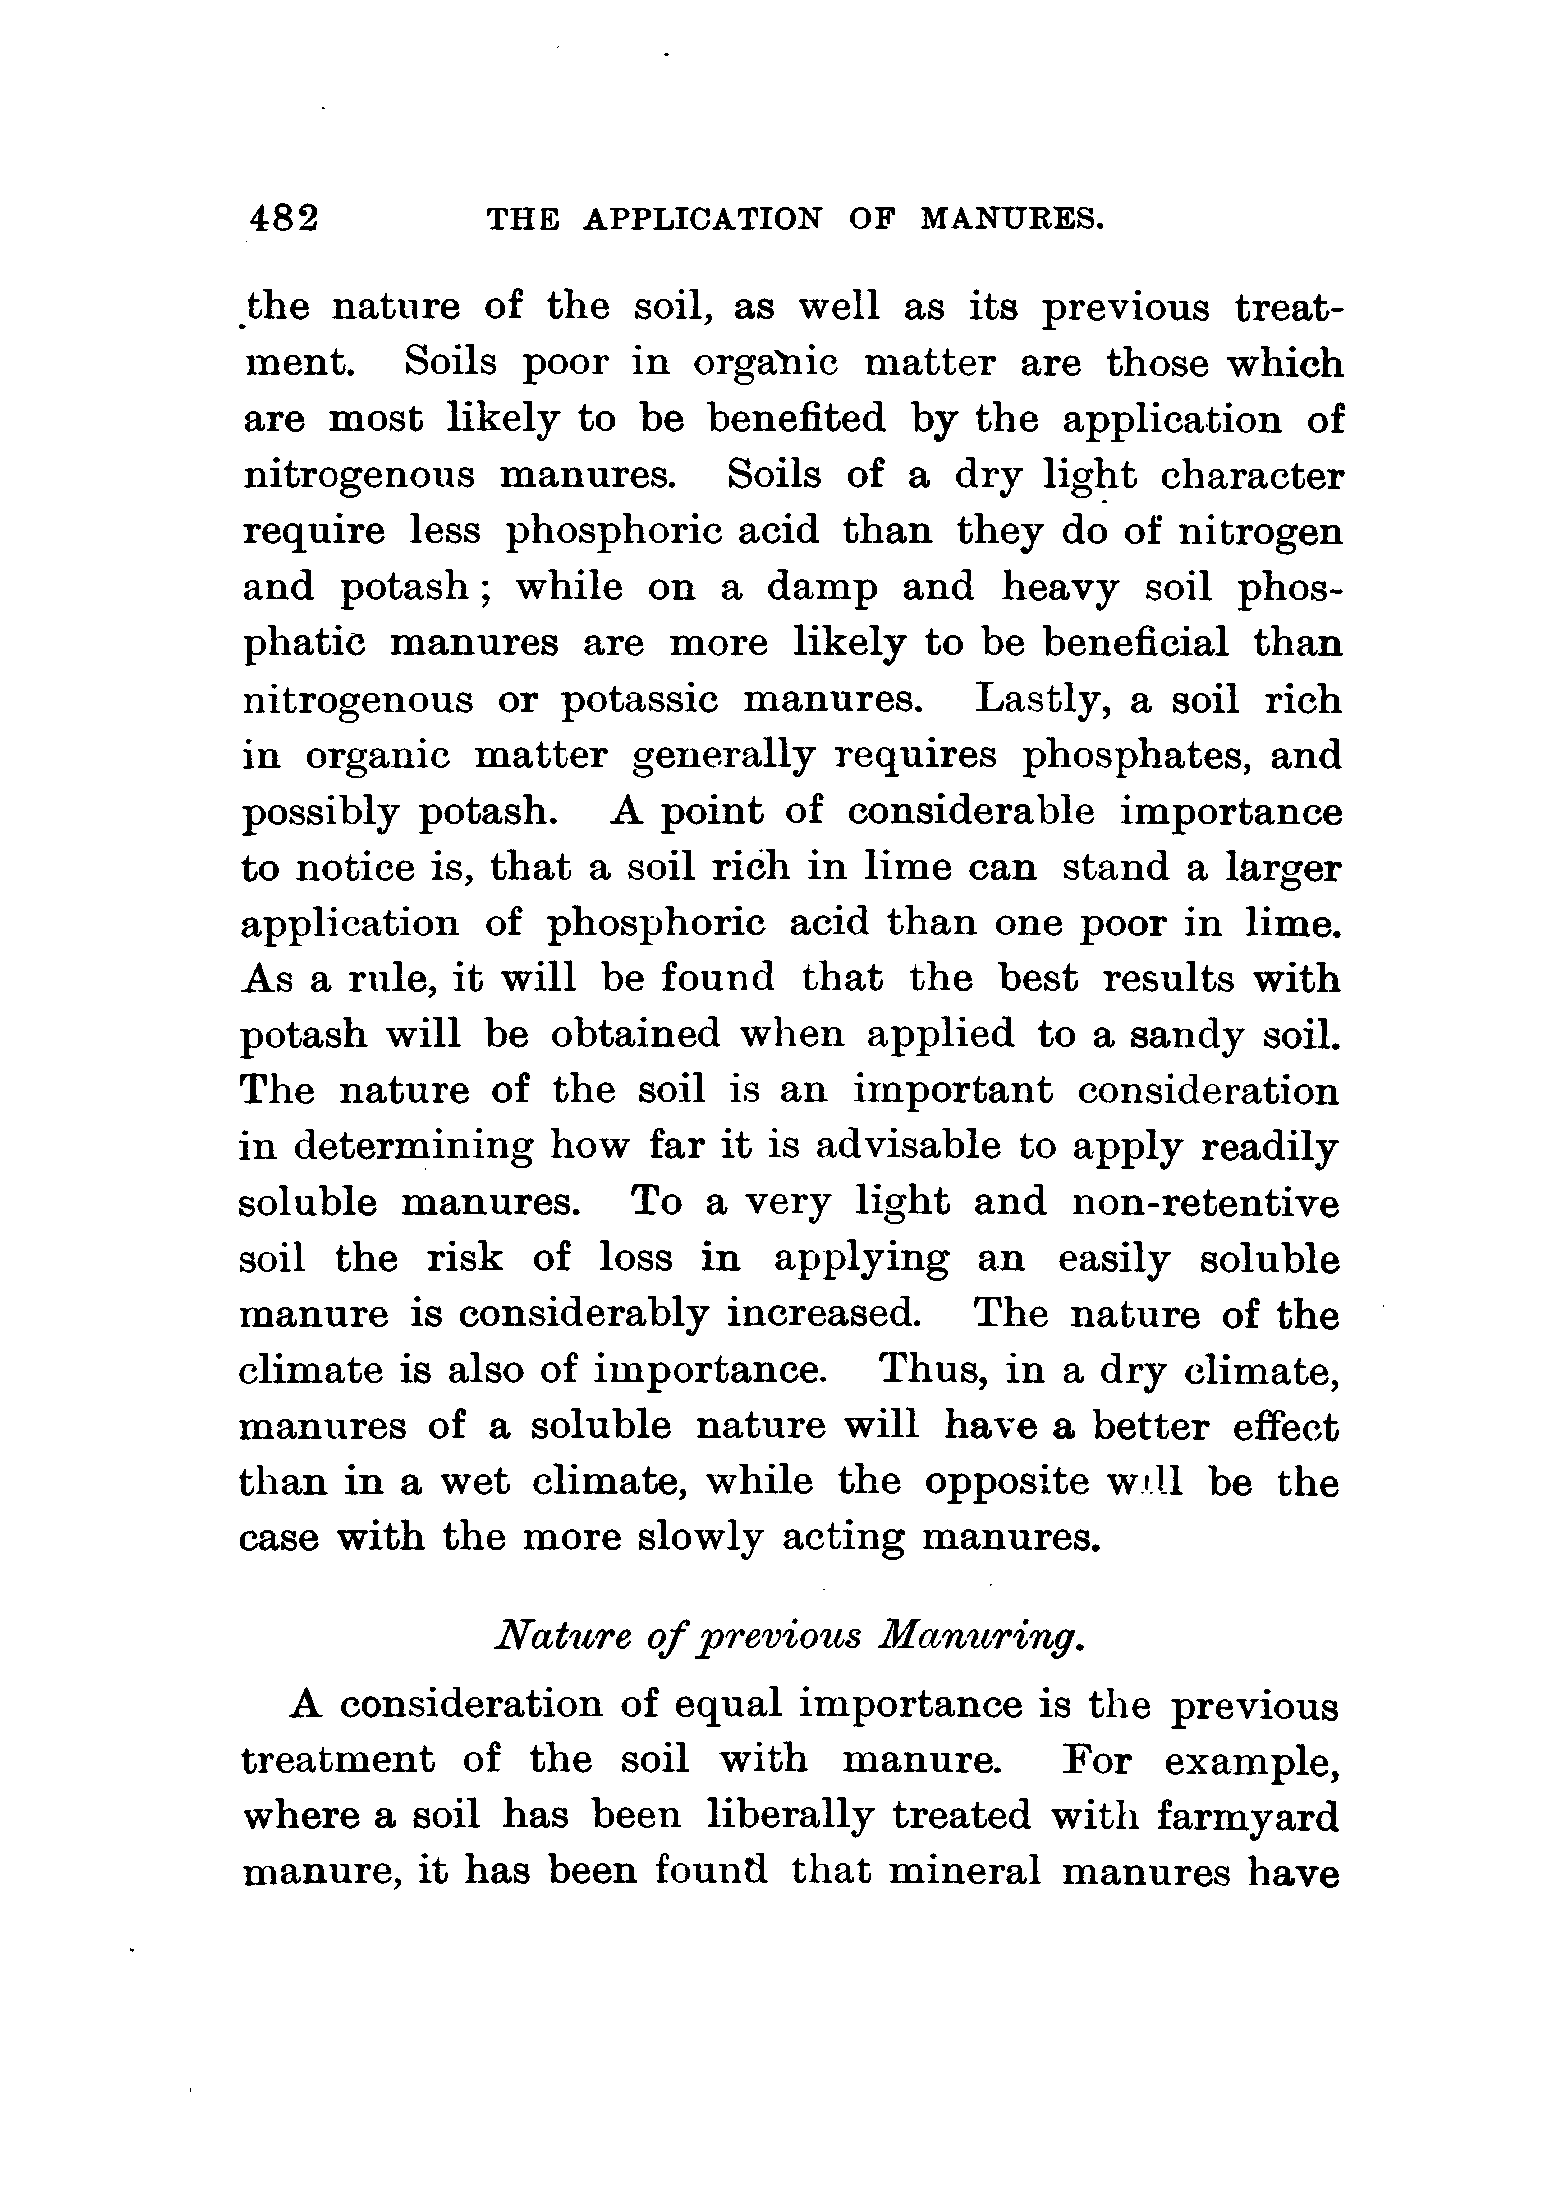 482 THE APPLICATION OF MANURES.
the nature of the soil, as well as its previous treat-
ment. Soils poor in organic matter are those which
are most likely to be benefited by the application of
nitrogenous manures. Soils of a dry light character
require less phosphoric acid than they do of nitrogen
and potash; while on a damp and heavy soil phos-
phatic manures are more likely to be beneficial than
nitrogenous or potassic manures. Lastly, a soil rich
in organic matter generally requires phosphates, and
possibly potash. A point of considerable importance
to notice is, that a soil rich in lime can stand a larger
application of phosphoric acid than one poor in lime.
As a rule, it will be found that the best results with
potash will be obtained when applied to a sandy soil.
The nature of the soil is an important consideration
in determining how far it is advisable to apply readily
soluble manures. To a very light and non-retentive
soil the risk of loss in applying an easily soluble
manure is considerably increased. The nature of the
climate is also of importance. Thus, in a dry climate,
manures of a soluble nature will have a better effect
than in a wet climate, while the opposite will be the
case with the more slowly acting manures.
Nature of previous Manuring.
A consideration of equal importance is the previous
treatment of the soil with manure. For example,
where a soil has been liberally treated with farmyard
manure, it has been found that mineral manures have